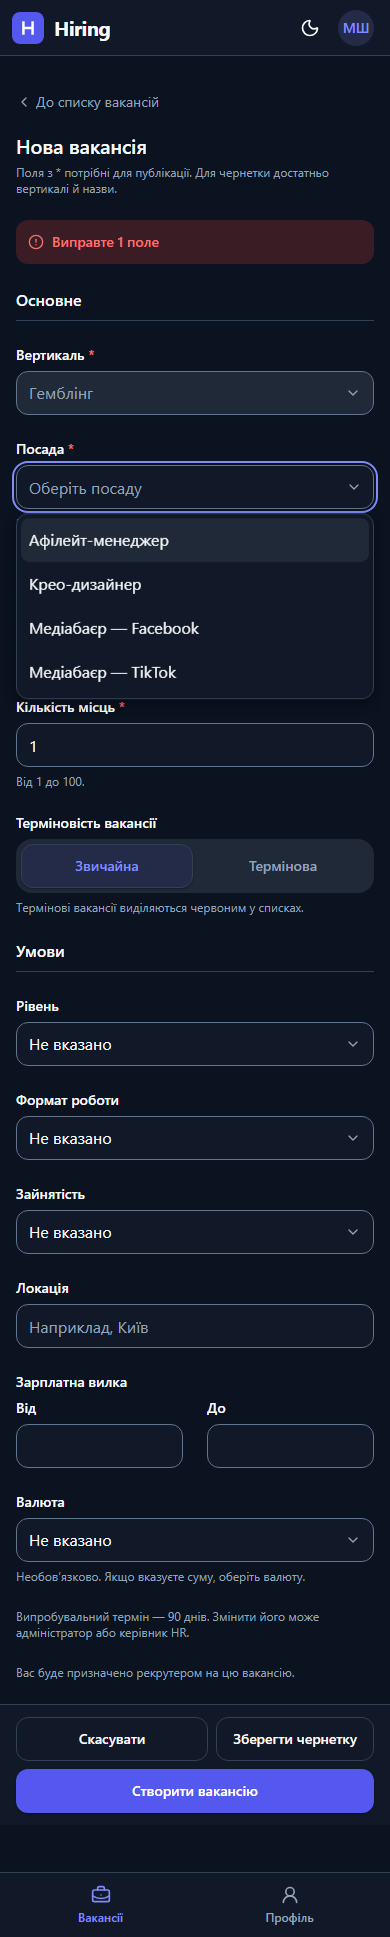 H Hiring
МШ
До списку вакансій
Нова вакансія
Поля з * потрібні для публікації. Для чернетки достатньо
вертикалі й назви.
Виправте 1 поле
Основне
Вертикаль *
Гемблінг
Посада *
Оберіть посаду
Афілейт-менеджер
Крео-дизайнер
Медіабаєр — Facebook
Медіабаєр — TikTok
Кількість місць *
1
Від 1 до 100.
Терміновість вакансії
Звичайна Термінова
Термінові вакансії виділяються червоним у списках.
Умови
Рівень
Не вказано
Формат роботи
Не вказано
Зайнятість
Не вказано
Локація
Наприклад, Київ
Зарплатна вилка
Від До
Валюта
Не вказано
Необов'язково. Якщо вказуєте суму, оберіть валюту.
Випробувальний термін — 90 днів. Змінити його може
адміністратор або керівник HR.
Вас буде призначено рекрутером на цю вакансію.
Скасувати Зберегти чернетку
Створити вакансію
Вакансії Профіль